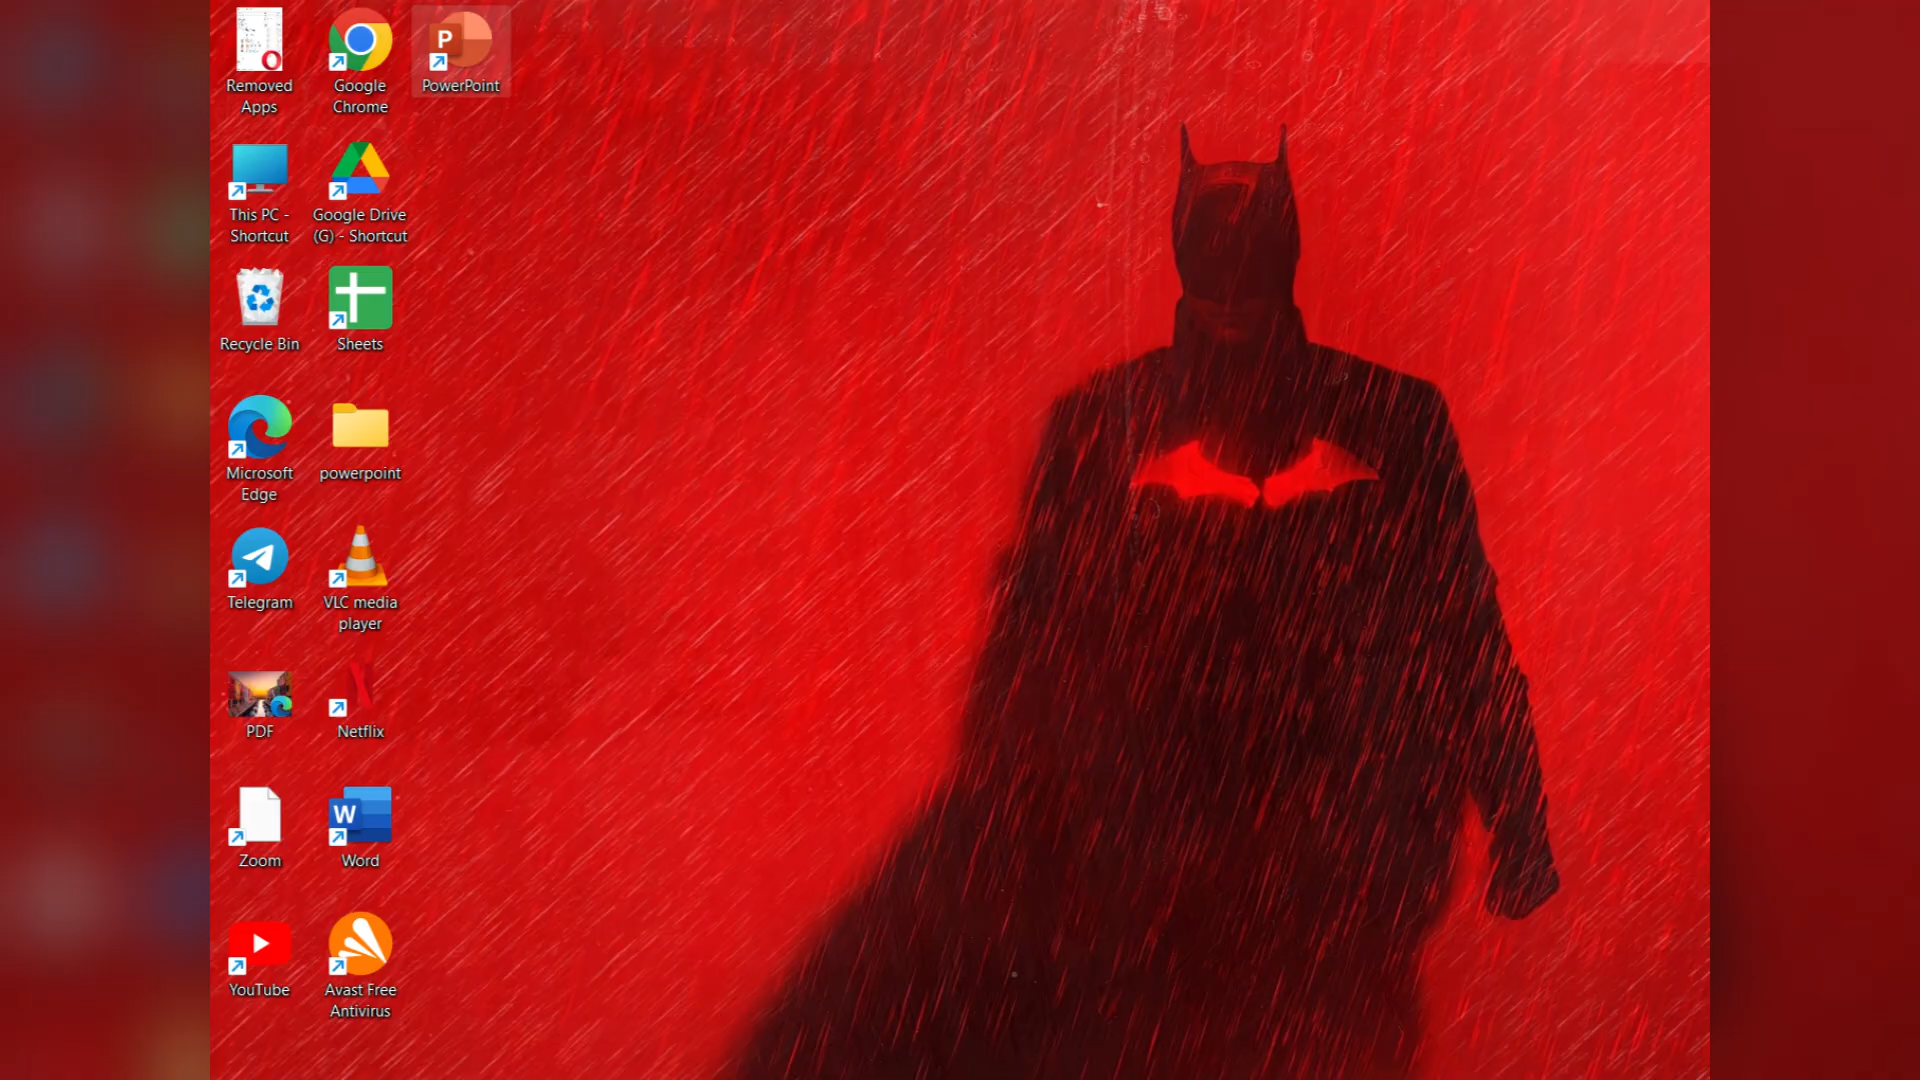 Removed
Apps
Google
Chrome
P
PowerPoint
This PC -
Shortcut
Google Drive
(G) - Shortcut
Recycle Bin
Sheets
Microsoft
Edge
powerpoint
Telegram
VLC media
player
PDF
Netflix
Zoom
W
Word
YouTube
Avast Free
Antivirus